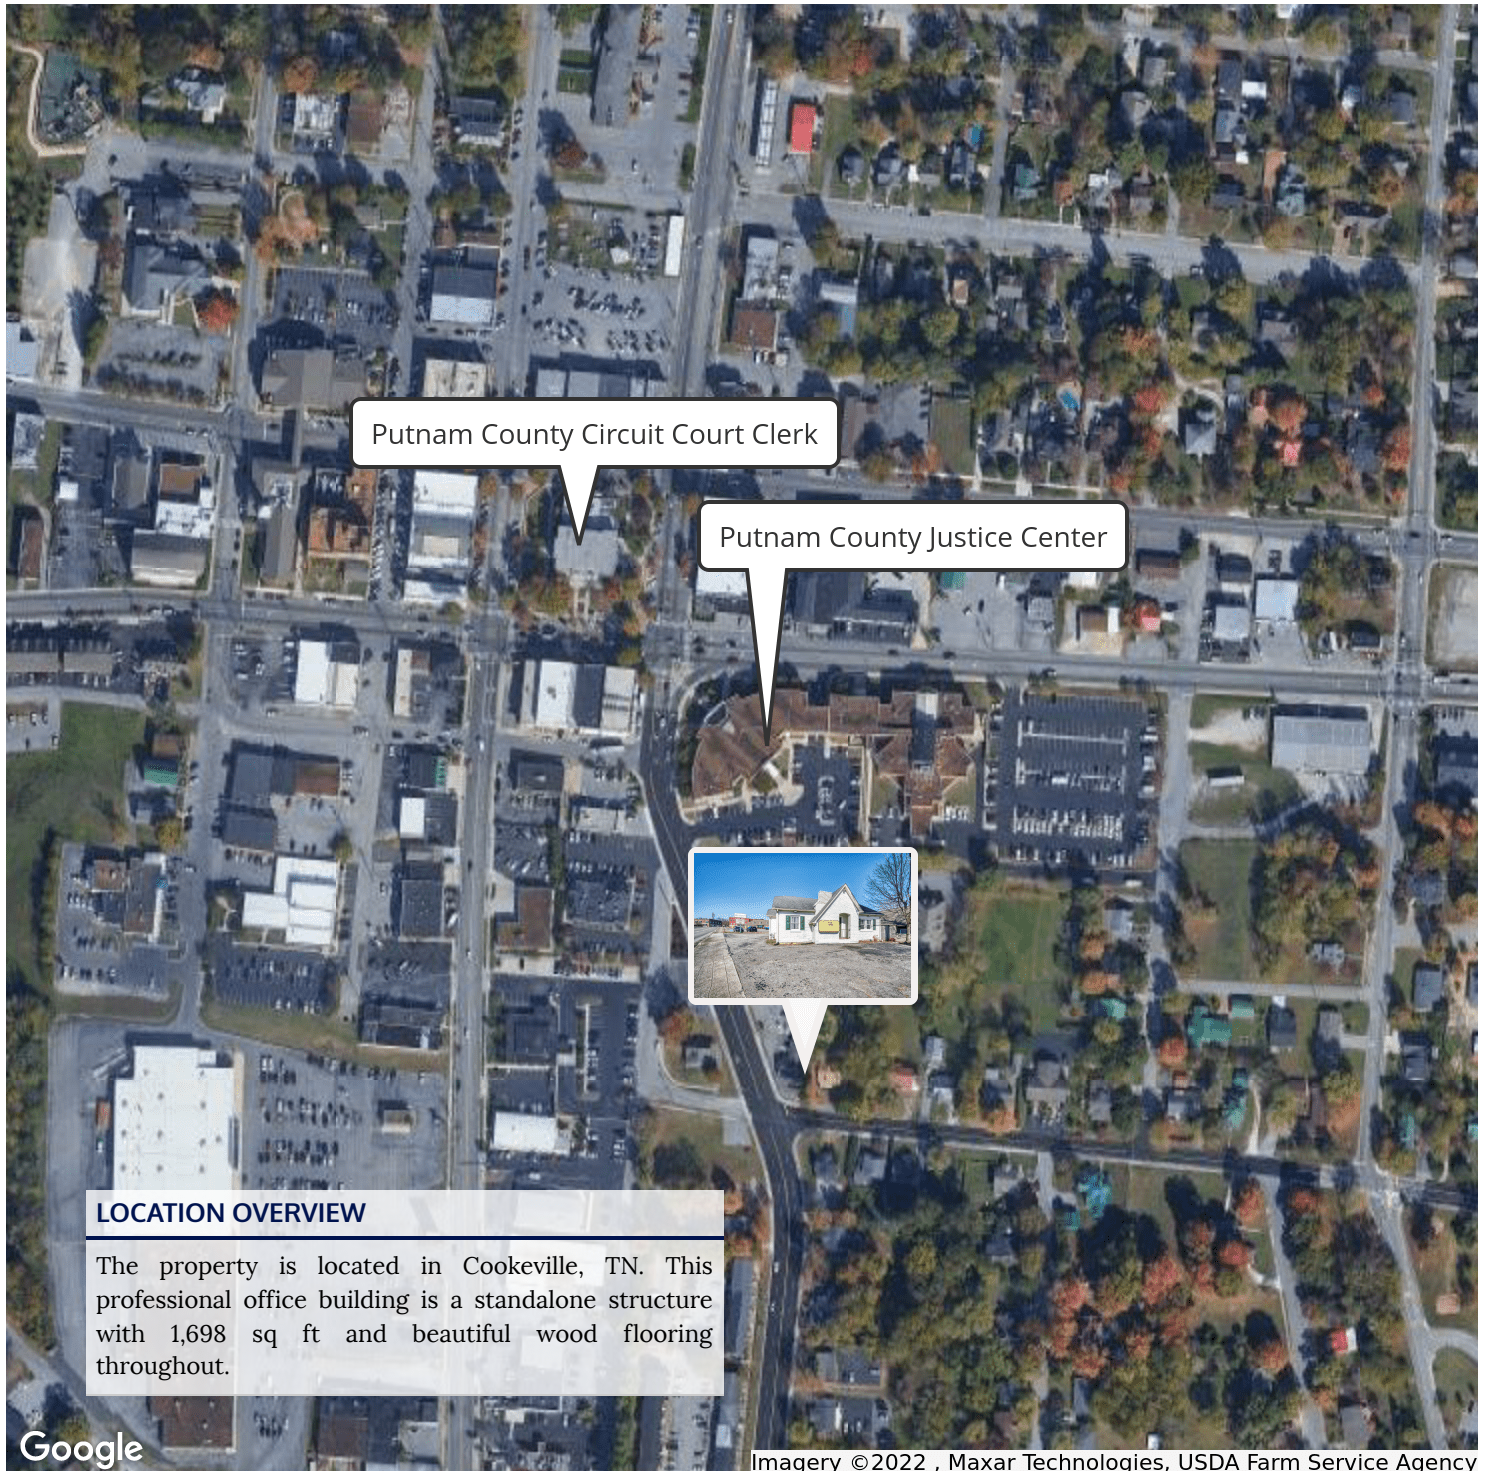 Putnam County Circuit Court Clerk
Putnam County Justice Center
LOCATION OVERVIEW
The property is located in Cookeville, TN. This
professional office building is a standalone structure
with 1,698 sq ft and beautiful wood flooring
throughout.
Google
Imagery ©2022 , Maxar Technologies, USDA Farm Service Agency